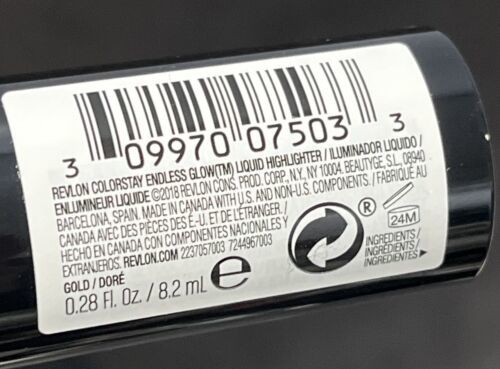 3 09970 07503 3
REVLON COLORSTAY ENDLESS GLOW(TM) LIQUID HIGHLIGHTER / ILUMINADOR LIQUIDO /
ENLUMINEUR LIQUIDE ©2018 REVLON CONS. PROD. CORP., N.Y., NY 10004. BEAUTYGE, S.L. 08940
BARCELONA, SPAIN. MADE IN CANADA WITH U.S. AND NON-U.S. COMPONENTS. / FABRIQUÉ AU
CANADA AVEC DES PIÈCES DES É.-U. ET DE L'ÉTRANGER. /
HECHO EN CANADA CON COMPONENTES NACIONALES Y
EXTRANJEROS. REVLON.COM 2237057003 7244967003
GOLD / DORÉ
0.28 Fl. Oz. / 8.2 mL
e
®
24M
INGREDIENTS/
INGRÉDIENTS/
INGREDIENTES